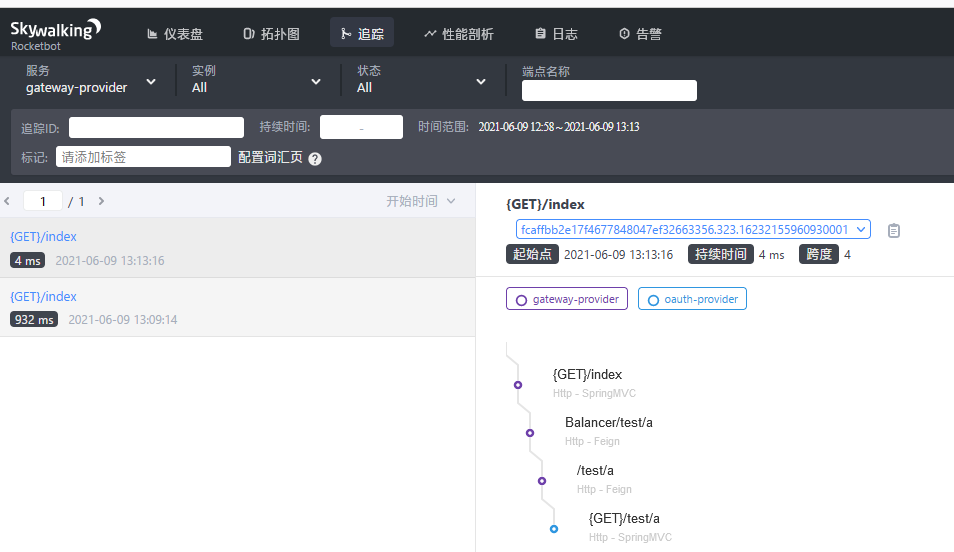 Skywalking
Rocketbot
仪表盘 拓扑图 追踪 性能剖析 日志 告警
服务 实例 状态 端点名称
gateway-provider All All
追踪ID: 持续时间: - 时间范围: 2021-06-09 12:58~2021-06-09 13:13
标记: 请添加标签 配置词汇页 ?
1 / 1 开始时间
{GET}/index
4 ms 2021-06-09 13:13:16
{GET}/index
932 ms 2021-06-09 13:09:14
{GET}/index
fcaffbb2e17f4677848047ef32663356.323.16232155960930001
起始点 2021-06-09 13:13:16 持续时间 4 ms 跨度 4
gateway-provider oauth-provider
{GET}/index
Http - SpringMVC
Balancer/test/a
Http - Feign
/test/a
Http - Feign
{GET}/test/a
Http - SpringMVC